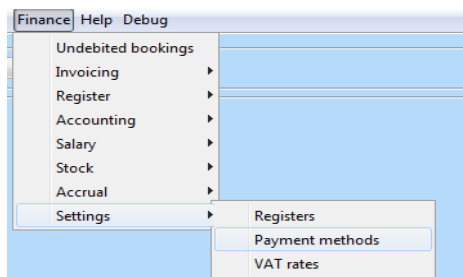 Finance Help Debug
Undebited bookings
Invoicing
Register
Accounting
Salary
Stock
Accrual
Settings
Registers
Payment methods
VAT rates